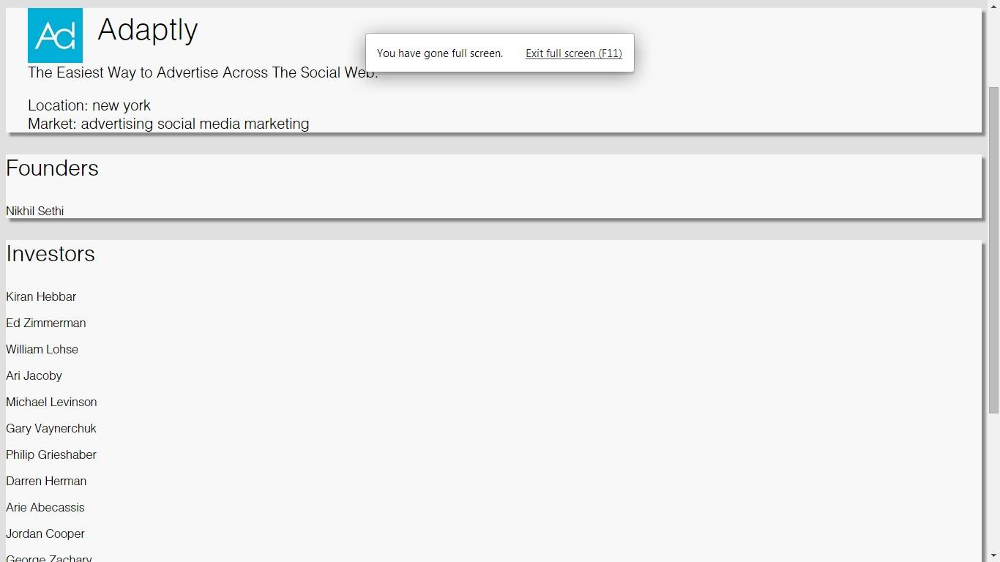 Ad
Adaptly
You have gone full screen. Exit full screen (F11)
The Easiest Way to Advertise Across The Social Web.
Location: new york
Market: advertising social media marketing
Founders
Nikhil Sethi
Investors
Kiran Hebbar
Ed Zimmerman
William Lohse
Ari Jacoby
Michael Levinson
Gary Vaynerchuk
Philip Grieshaber
Darren Herman
Arie Abecassis
Jordan Cooper
George Zachary